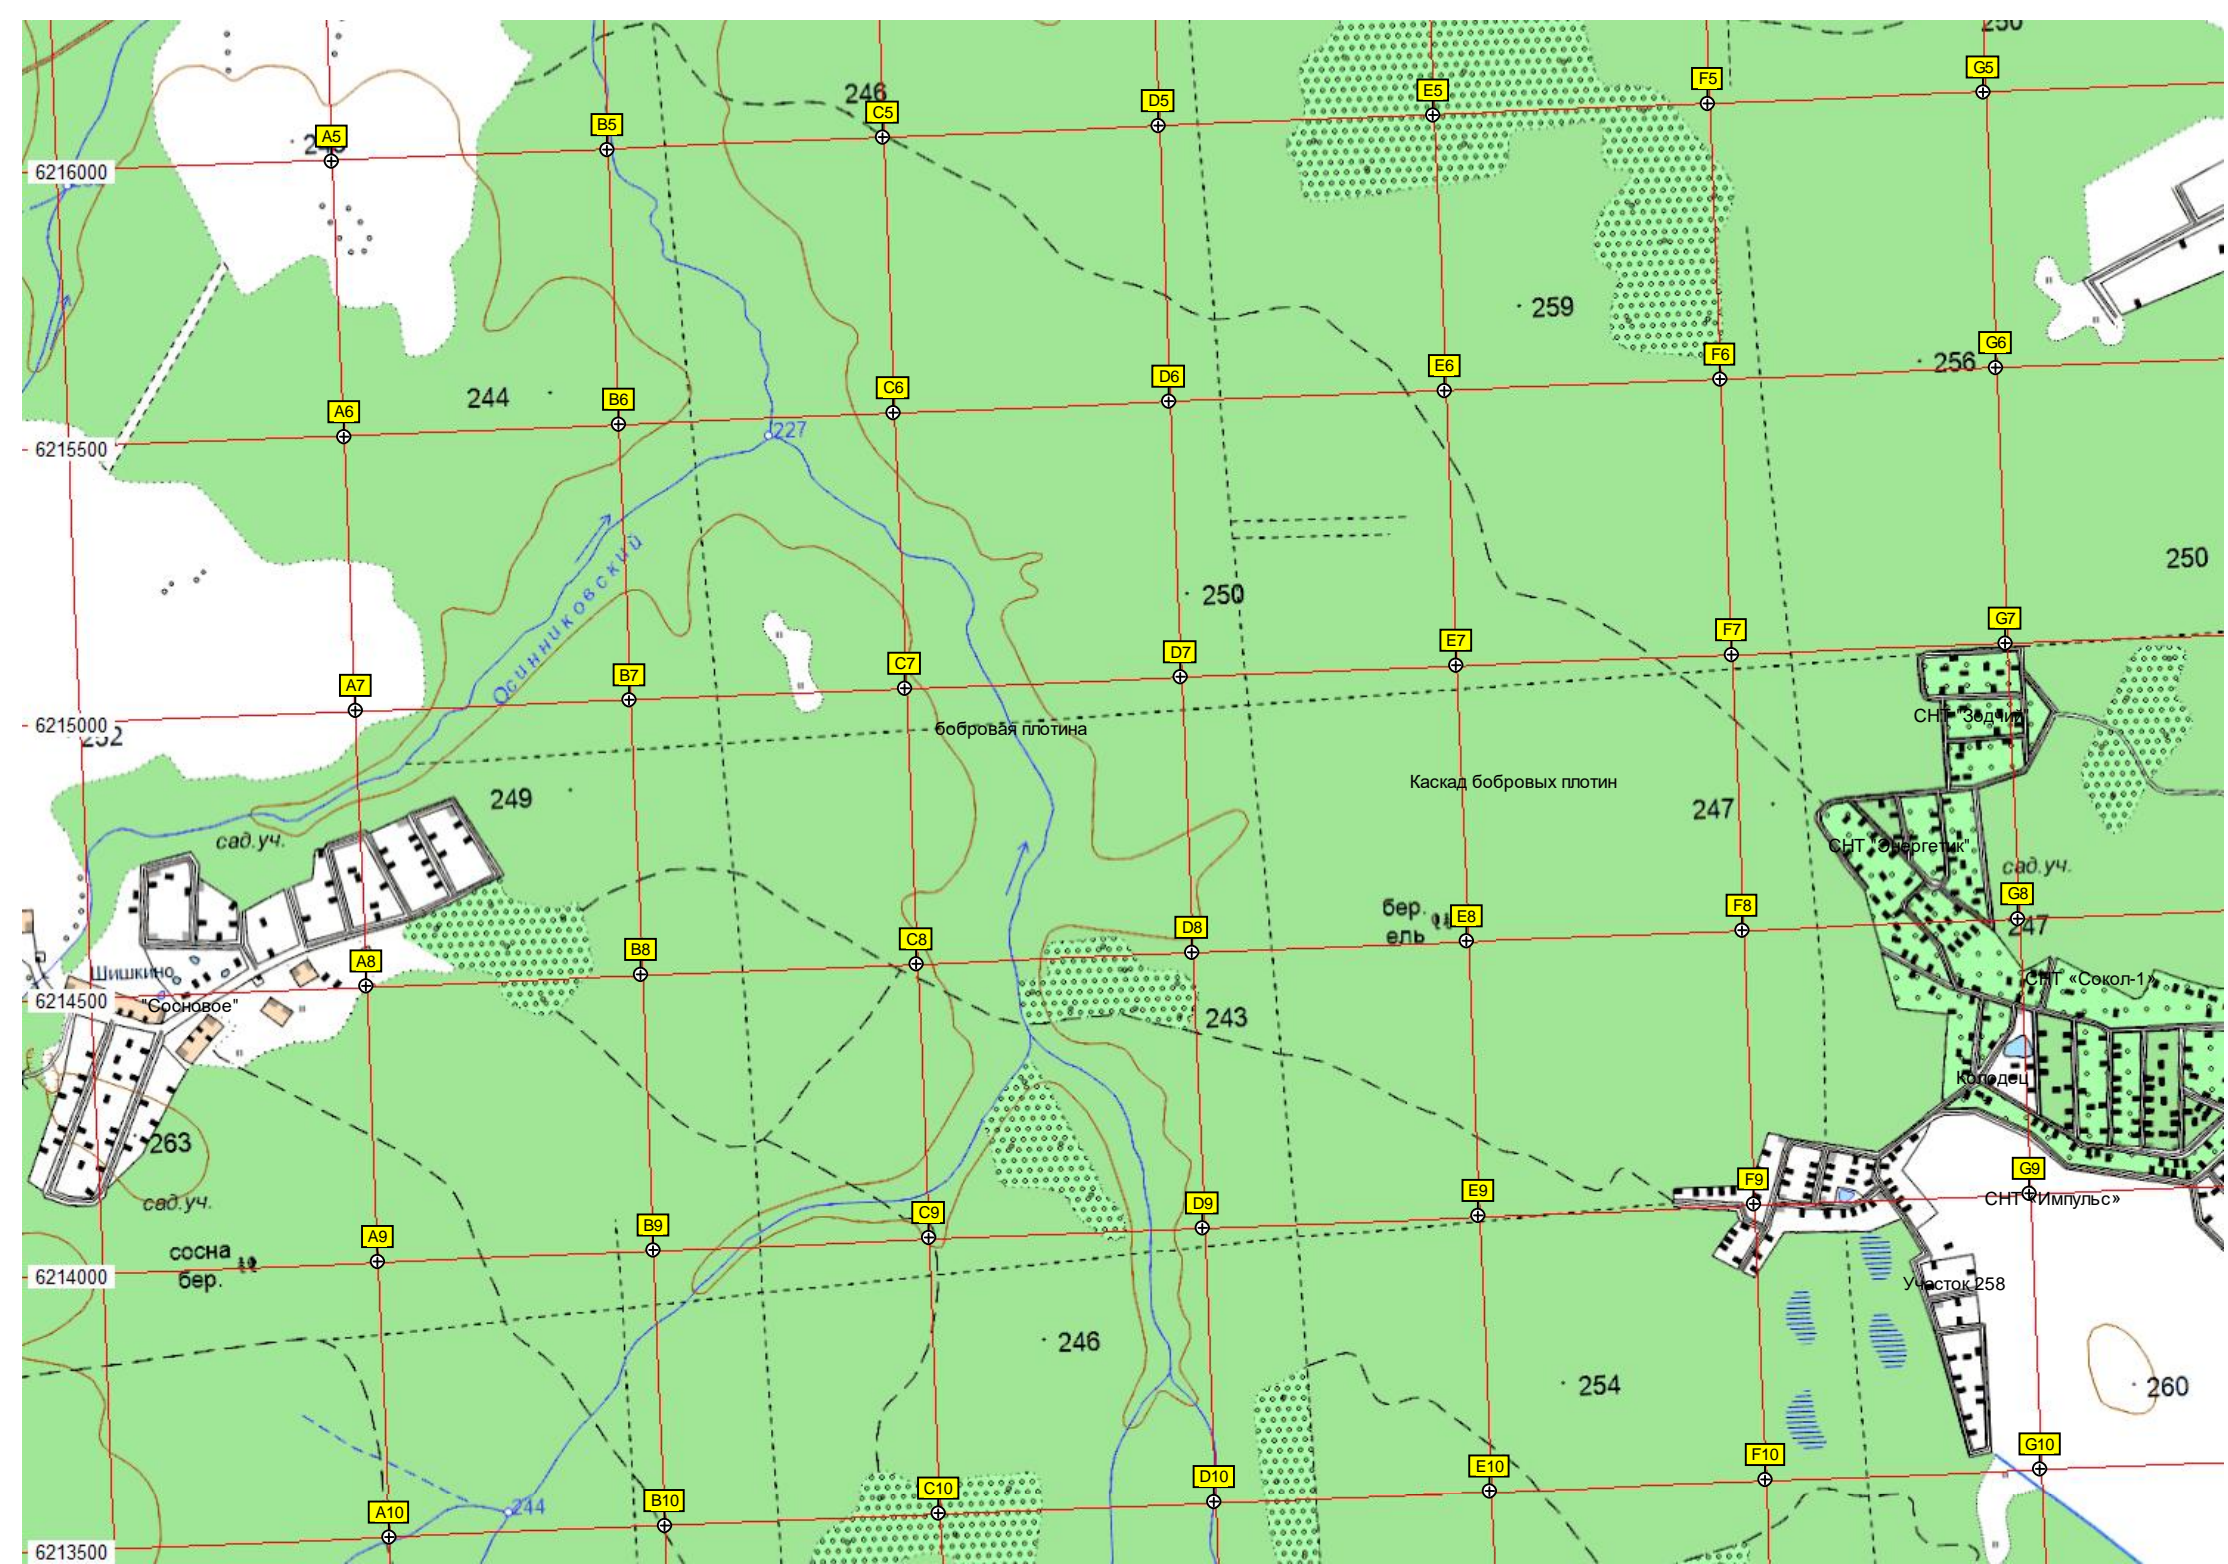 250
G5
F5
E5
246
D5
C5
B5
A5
6216000
259
G6
256
F6
E6
D6
C6
244
B6
A6
227
6215500
Осинниковский
250
250
G7
F7
E7
D7
C7
B7
A7
СНТ "Зодчий"
6215000
бобровая плотина
252
Каскад бобровых плотин
249
247
сад.уч.
СНТ "Энергетик"
сад.уч.
G8
F8
бер.
ель
E8
247
D8
C8
B8
A8
Шишкино
СНТ «Сокол-1»
6214500
"Сосновое"
243
Колодец
263
G9
F9
СНТ «Импульс»
сад.уч.
E9
D9
C9
B9
A9
сосна
бер.
6214000
Участок 258
246
254
260
G10
F10
E10
D10
C10
B10
A10
244
6213500